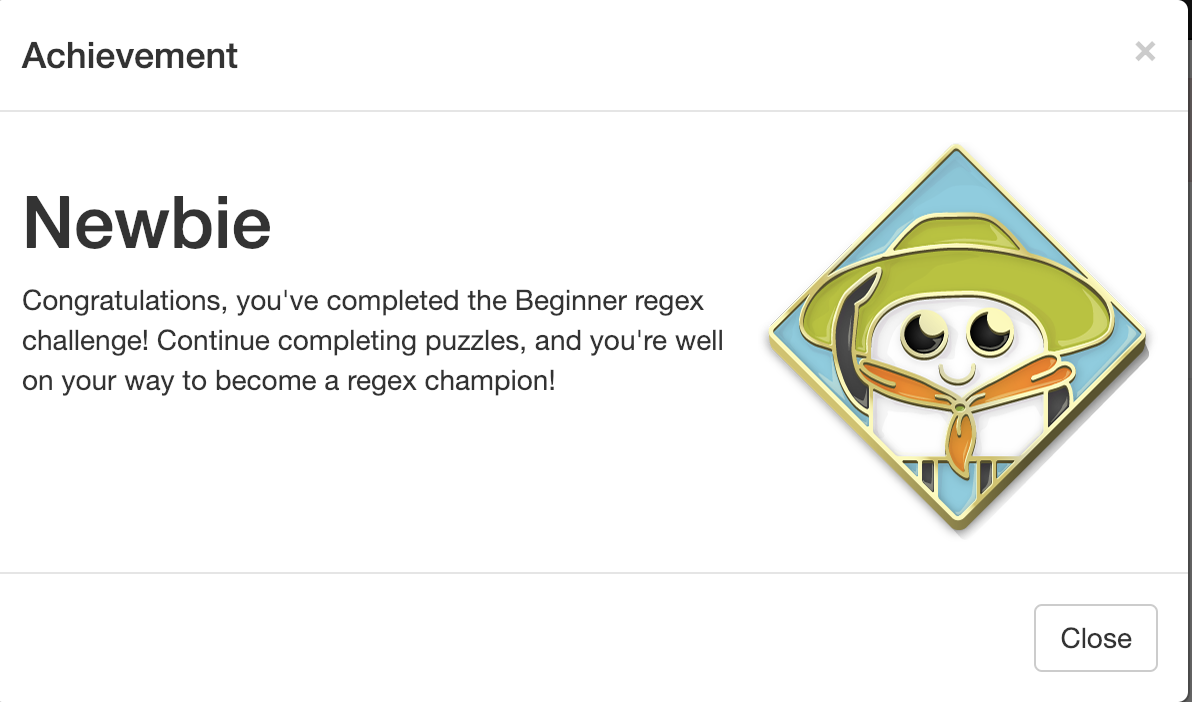 Achievement
×
Newbie
Congratulations, you've completed the Beginner regex
challenge! Continue completing puzzles, and you're well
on your way to become a regex champion!
Close